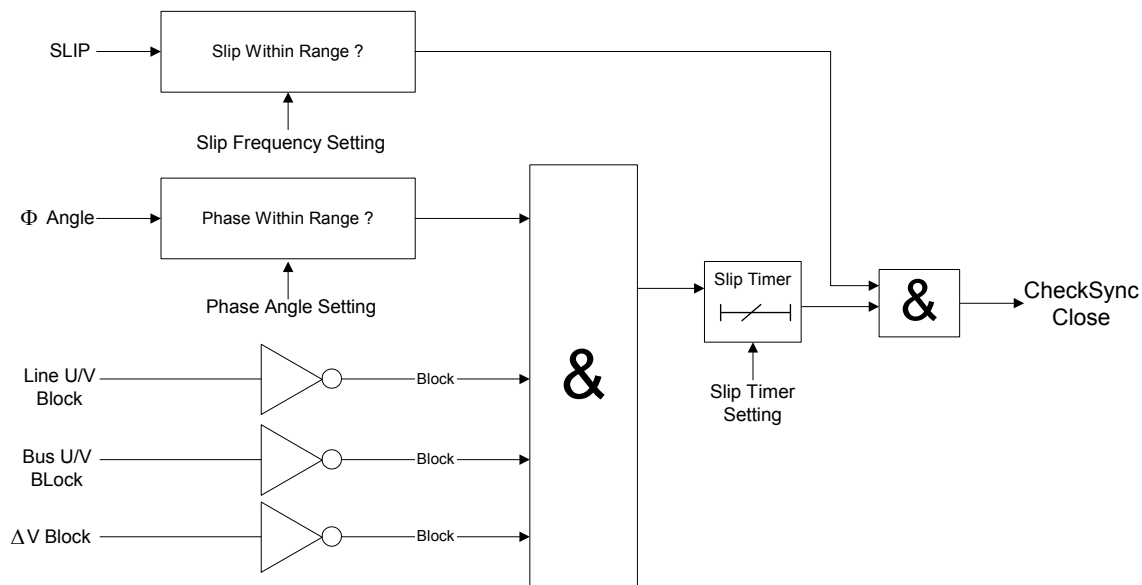 SLIP
Slip Within Range ?
Slip Frequency Setting
Φ Angle
Phase Within Range ?
Phase Angle Setting
Slip Timer
Slip Timer
Setting
&
CheckSync
Close
&
Line U/V
Block
Block
Bus U/V
BLock
Block
ΔV Block
Block